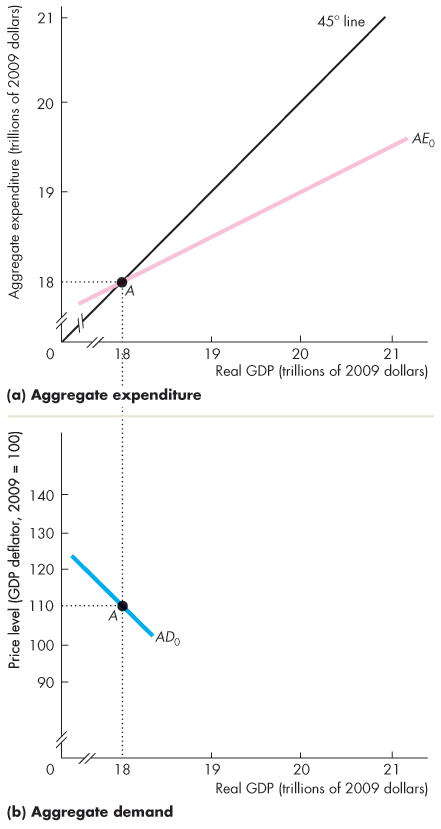 Aggregate expenditure (trillions of 2009 dollars)
21
20
19
18
0
45° line
AE0
A
18
19
20
21
Real GDP (trillions of 2009 dollars)
(a) Aggregate expenditure
Price level (GDP deflator, 2009 = 100)
140
130
120
110
100
90
0
A
AD0
18
19
20
21
Real GDP (trillions of 2009 dollars)
(b) Aggregate demand